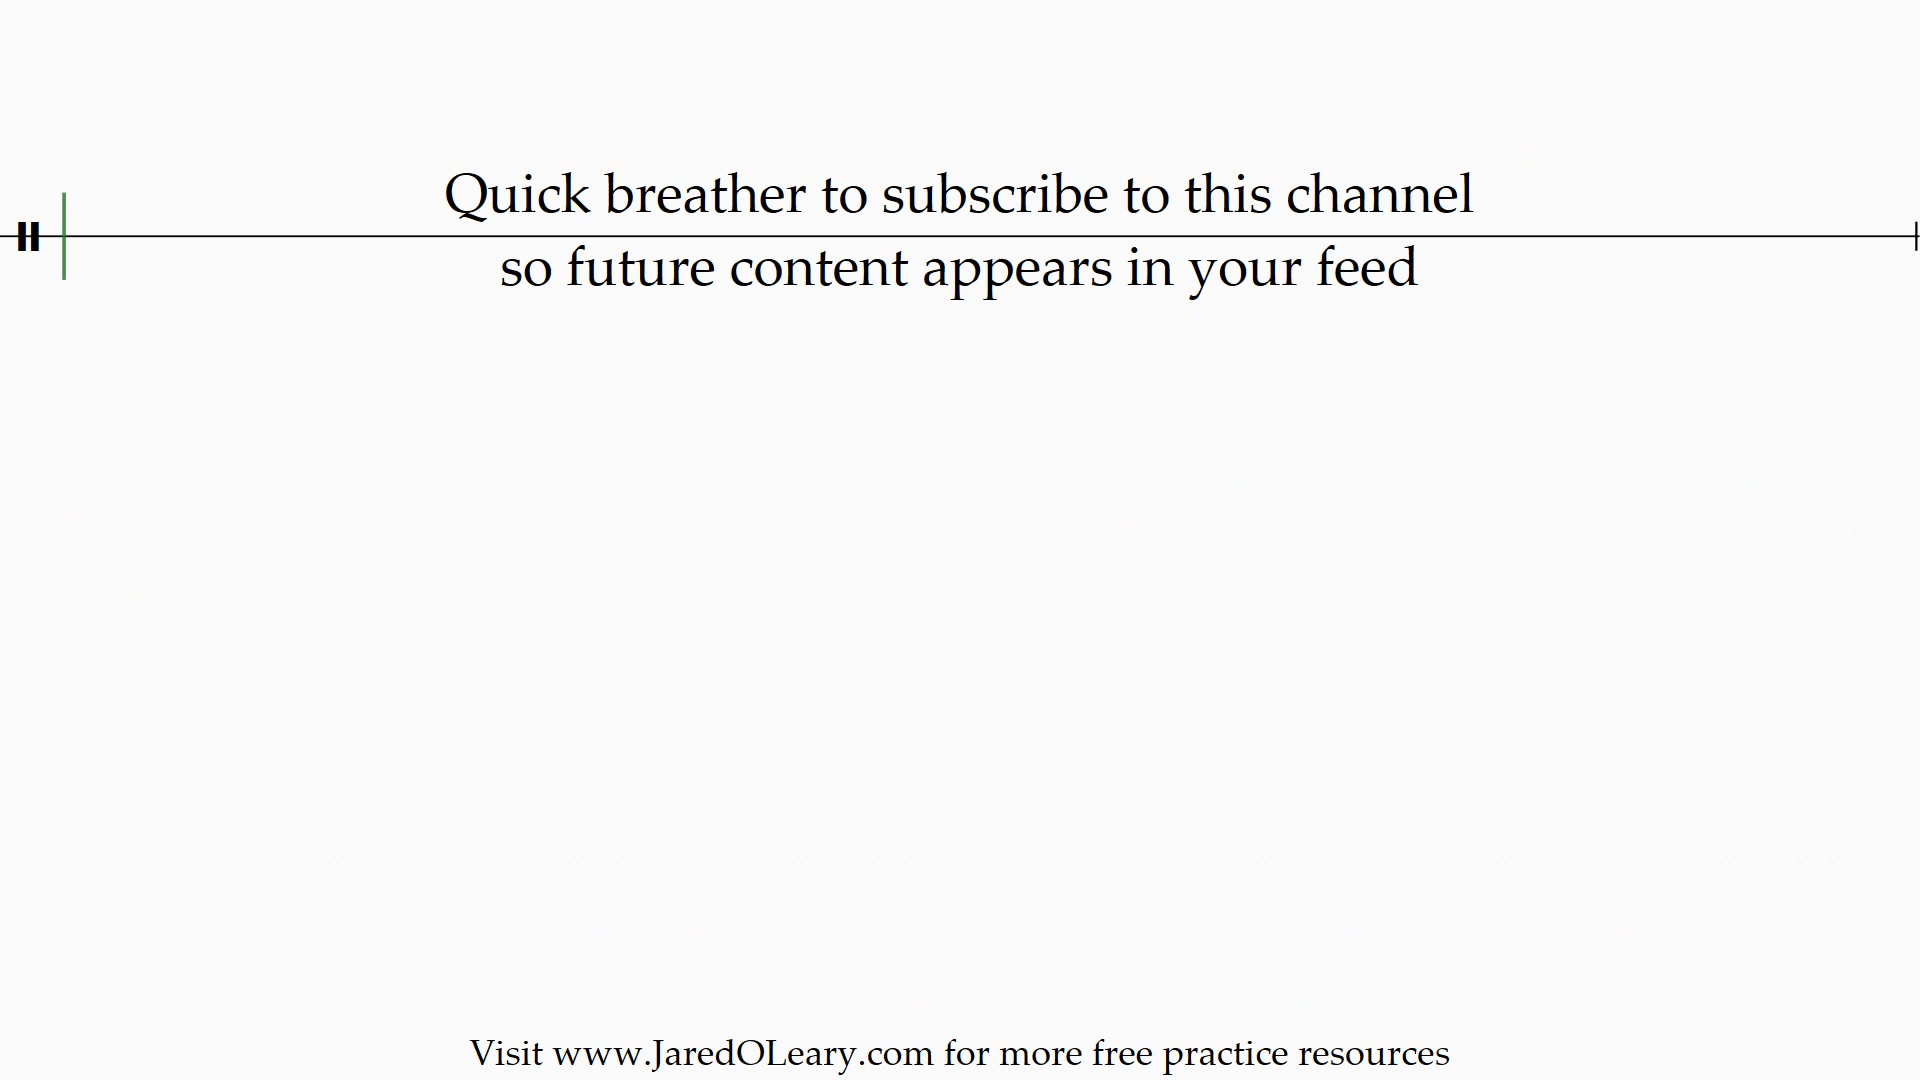 Quick breather to subscribe to this channel
so future content appears in your feed
Visit www.JaredOLeary.com for more free practice resources